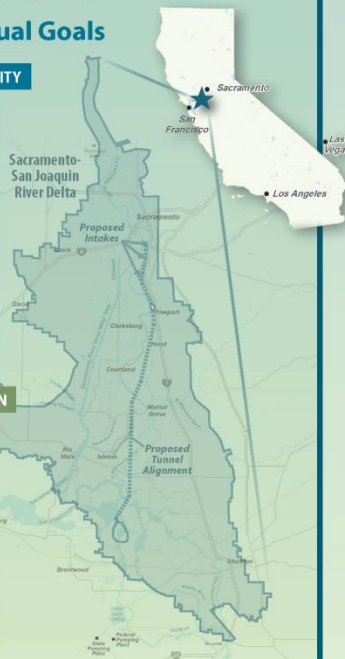 ual Goals
ITY
Sacramento
San
Francisco
Las
Vega
Los Angeles
Sacramento-
San Joaquin
River Delta
Sacramento
Proposed
Intakes
Davis
Dixon
Freeport
Clarksburg
Hood
Courtland
N
Walnut
Grove
Rio
Vista
Isleton
Proposed
Tunnel
Alignment
Brentwood
Stockton
State
Pumping
Plant
Federal
Pumping
Plant